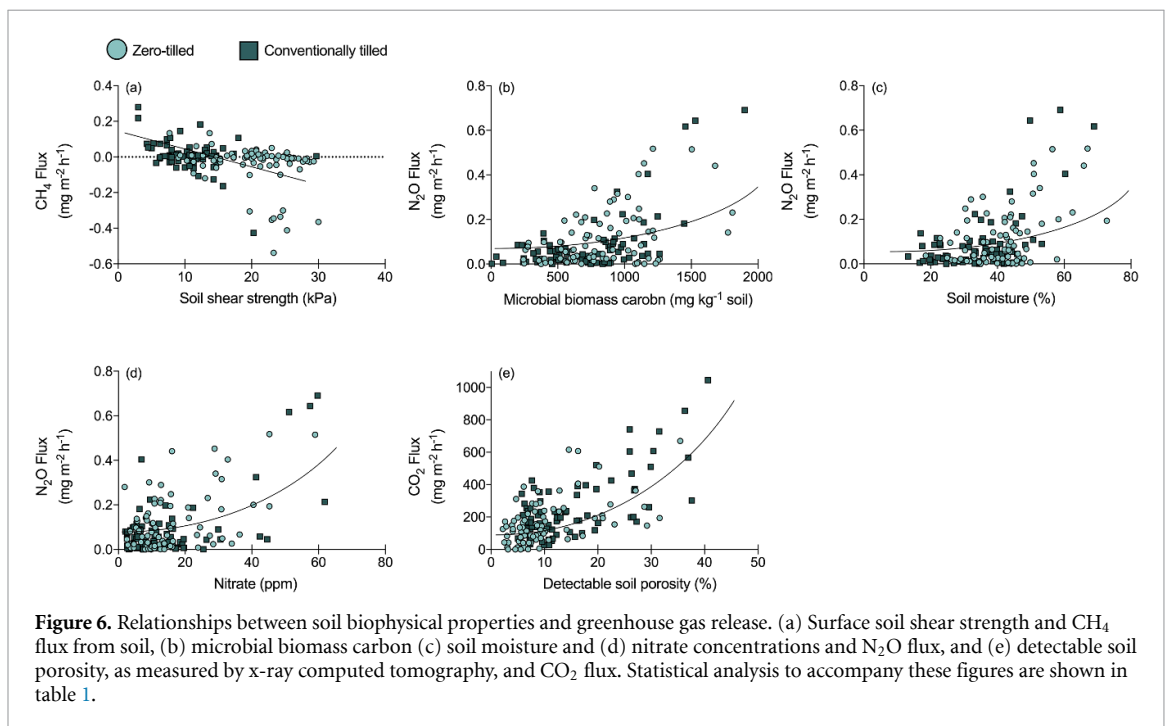 Zero-tilled
Conventionally tilled
(a)
CH₄ Flux
(mg m⁻² h⁻¹)
0.4
0.2
0.0
-0.2
-0.4
-0.6
0 10 20 30 40
Soil shear strength (kPa)
(b)
N₂O Flux
(mg m⁻² h⁻¹)
0.8
0.6
0.4
0.2
0.0
0 500 1000 1500 2000
Microbial biomass carobn (mg kg⁻¹ soil)
(c)
N₂O Flux
(mg m⁻² h⁻¹)
0.8
0.6
0.4
0.2
0.0
0 20 40 60 80
Soil moisture (%)
(d)
N₂O Flux
(mg m⁻² h⁻¹)
0.8
0.6
0.4
0.2
0.0
0 20 40 60 80
Nitrate (ppm)
(e)
CO₂ Flux
(mg m⁻² h⁻¹)
1000
800
600
400
200
0
0 10 20 30 40 50
Detectable soil porosity (%)
Figure 6. Relationships between soil biophysical properties and greenhouse gas release. (a) Surface soil shear strength and CH₄
flux from soil, (b) microbial biomass carbon (c) soil moisture and (d) nitrate concentrations and N₂O flux, and (e) detectable soil
porosity, as measured by x-ray computed tomography, and CO₂ flux. Statistical analysis to accompany these figures are shown in
table 1.